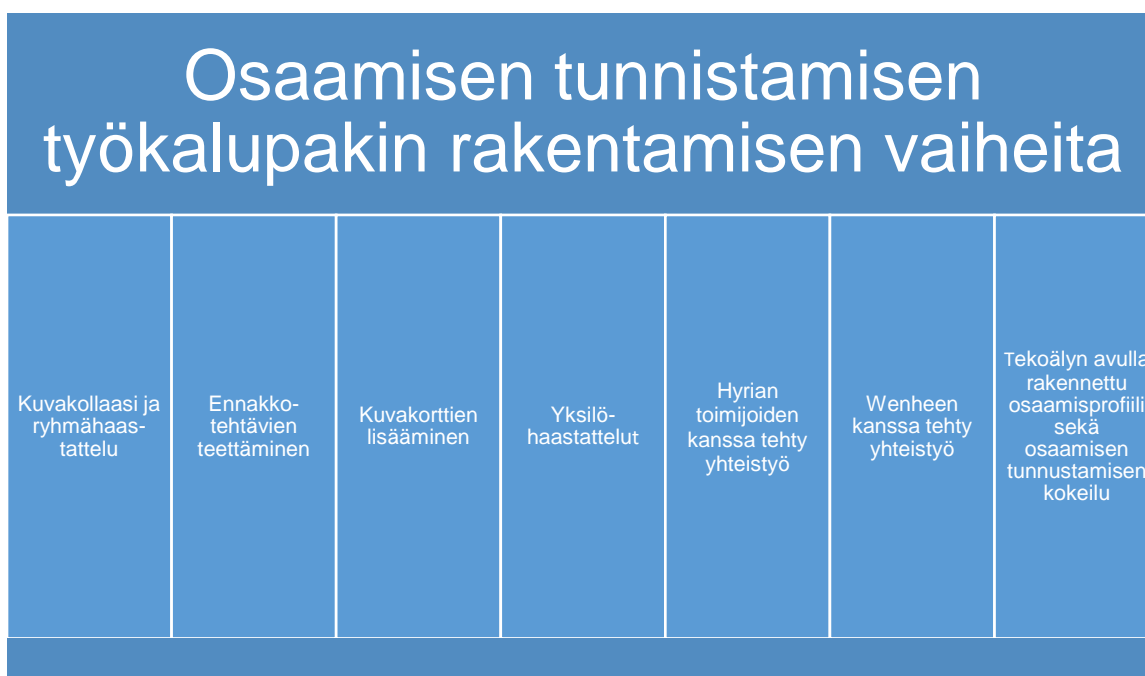 Osaamisen tunnistamisen
työkalupakin rakentamisen vaiheita
Kuvakollaasi ja
ryhmähaas-
tattelu
Ennakko-
tehtävien
teettäminen
Kuvakorttien
lisääminen
Yksilö-
haastattelut
Hyrian
toimijoiden
kanssa tehty
yhteistyö
Wenheen
kanssa tehty
yhteistyö
Tekoälyn avulla
rakennettu
osaamisprofiili
sekä
osaamisen
tunnustamisen
kokeilu